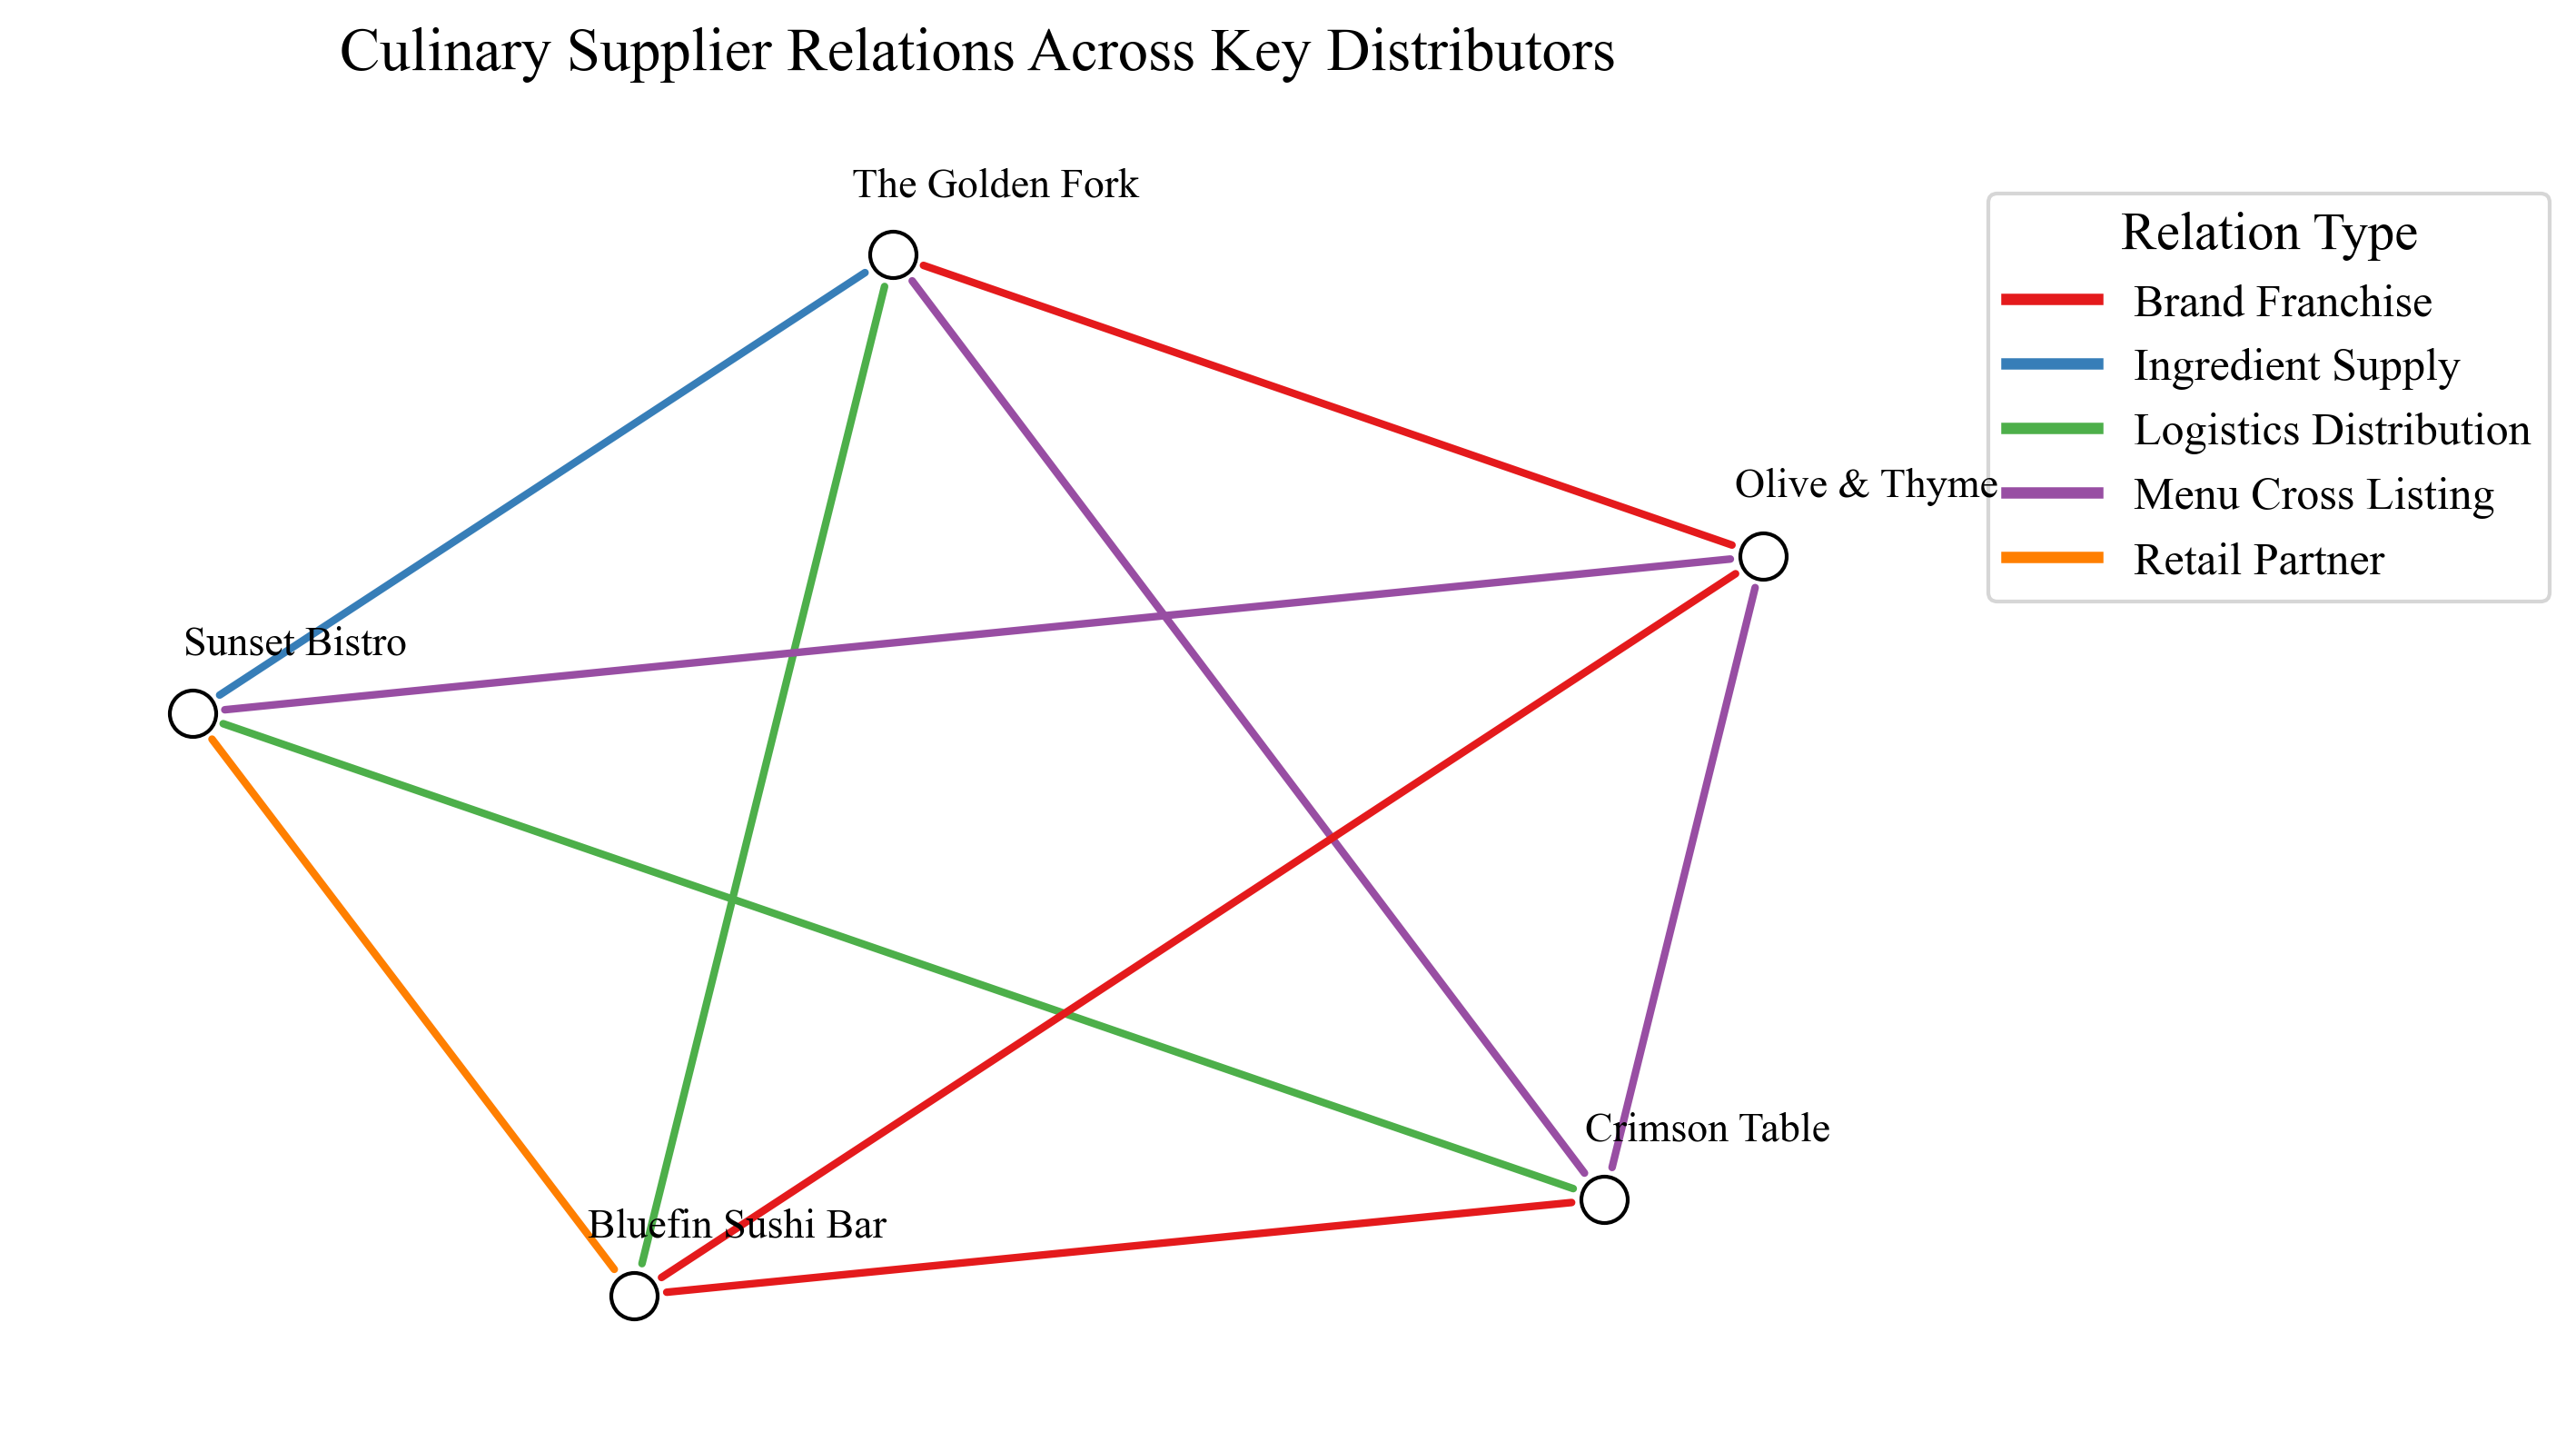 Culinary Supplier Relations Across Key Distributors
The Golden Fork
Relation Type
Brand Franchise
Ingredient Supply
Logistics Distribution
Menu Cross Listing
Retail Partner
Olive & Thyme
Sunset Bistro
Crimson Table
Bluefin Sushi Bar